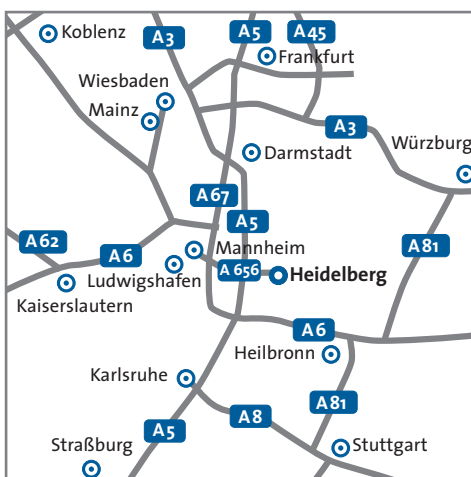 Koblenz
A3
A5
A45
Frankfurt
Wiesbaden
Mainz
A3
Würzburg
Darmstadt
A67
A5
A62
A6
Mannheim
A81
Ludwigshafen
A 656
Heidelberg
Kaiserslautern
A6
Heilbronn
Karlsruhe
A8
A81
A5
Straßburg
Stuttgart